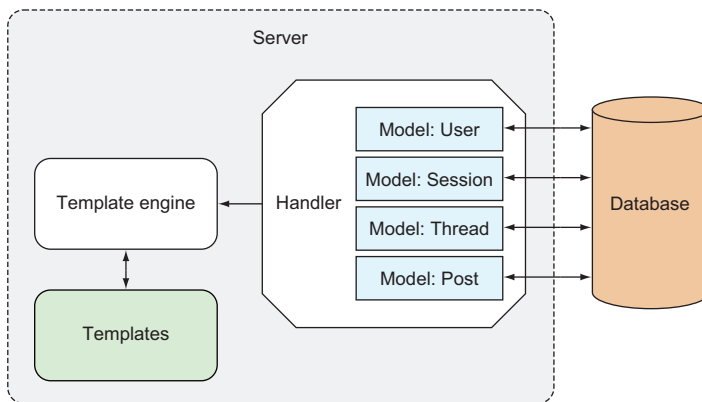 Server
Model: User
Model: Session
Template engine
Handler
Model: Thread
Database
Model: Post
Templates